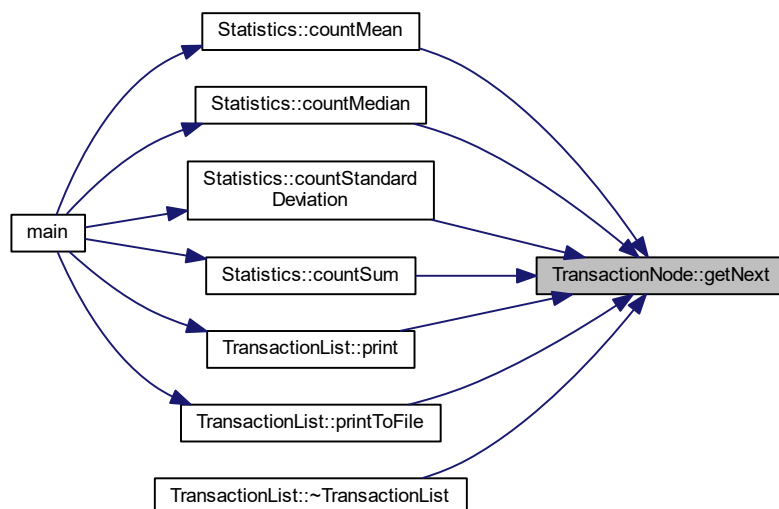 Statistics::countMean
Statistics::countMedian
Statistics::countStandard
Deviation
main
Statistics::countSum
TransactionNode::getNext
TransactionList::print
TransactionList::printToFile
TransactionList::~TransactionList